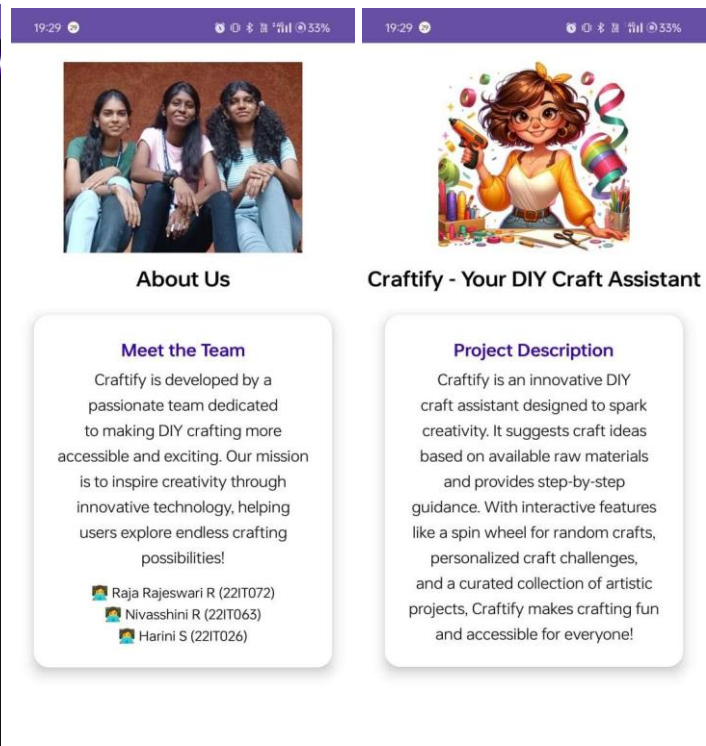 19:29 29 33%
About Us
Meet the Team
Craftify is developed by a
passionate team dedicated
to making DIY crafting more
accessible and exciting. Our mission
is to inspire creativity through
innovative technology, helping
users explore endless crafting
possibilities!
Raja Rajeswari R (22IT072)
Nivasshini R (22IT063)
Harini S (22IT026)
19:29 29 33%
Craftify - Your DIY Craft Assistant
Project Description
Craftify is an innovative DIY
craft assistant designed to spark
creativity. It suggests craft ideas
based on available raw materials
and provides step-by-step
guidance. With interactive features
like a spin wheel for random crafts,
personalized craft challenges,
and a curated collection of artistic
projects, Craftify makes crafting fun
and accessible for everyone!